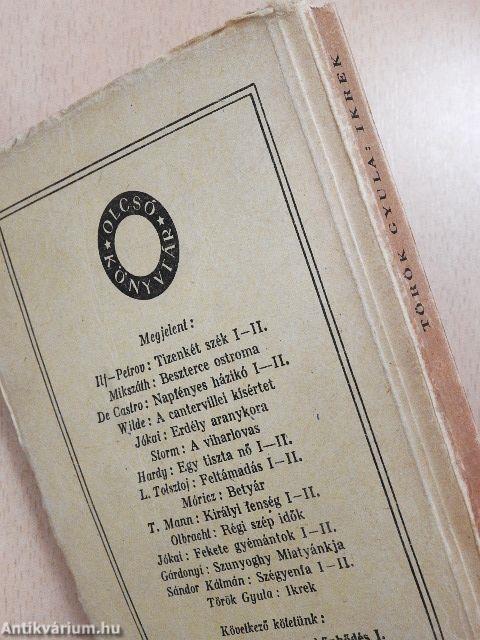 OLCSÓ
KÖNYVTÁR
Megjelent:
Ilf—Petrov: Tizenkét szék I—II.
Mikszáth: Beszterce ostroma
De Castro: Napfényes házikó I—II.
Wilde: A cantervillei kisértet
Jókai: Erdély aranykora
Storm: A viharlovas
Hardy: Egy tiszta nő I—II.
L. Tolsztoj: Feltámadás I—II.
Móricz: Betyár
T. Mann: Királyi fenség I—II.
Olbracht: Régi szép idők
Jókai: Fekete gyémántok I—II.
Gárdonyi: Szunyoghy Miatyánkja
Sándor Kálmán: Szégyenfa I—II.
Török Gyula: Ikrek
Következő kötetünk:
I.
TÖRÖK GYULA: IKREK
Antikvárium.hu